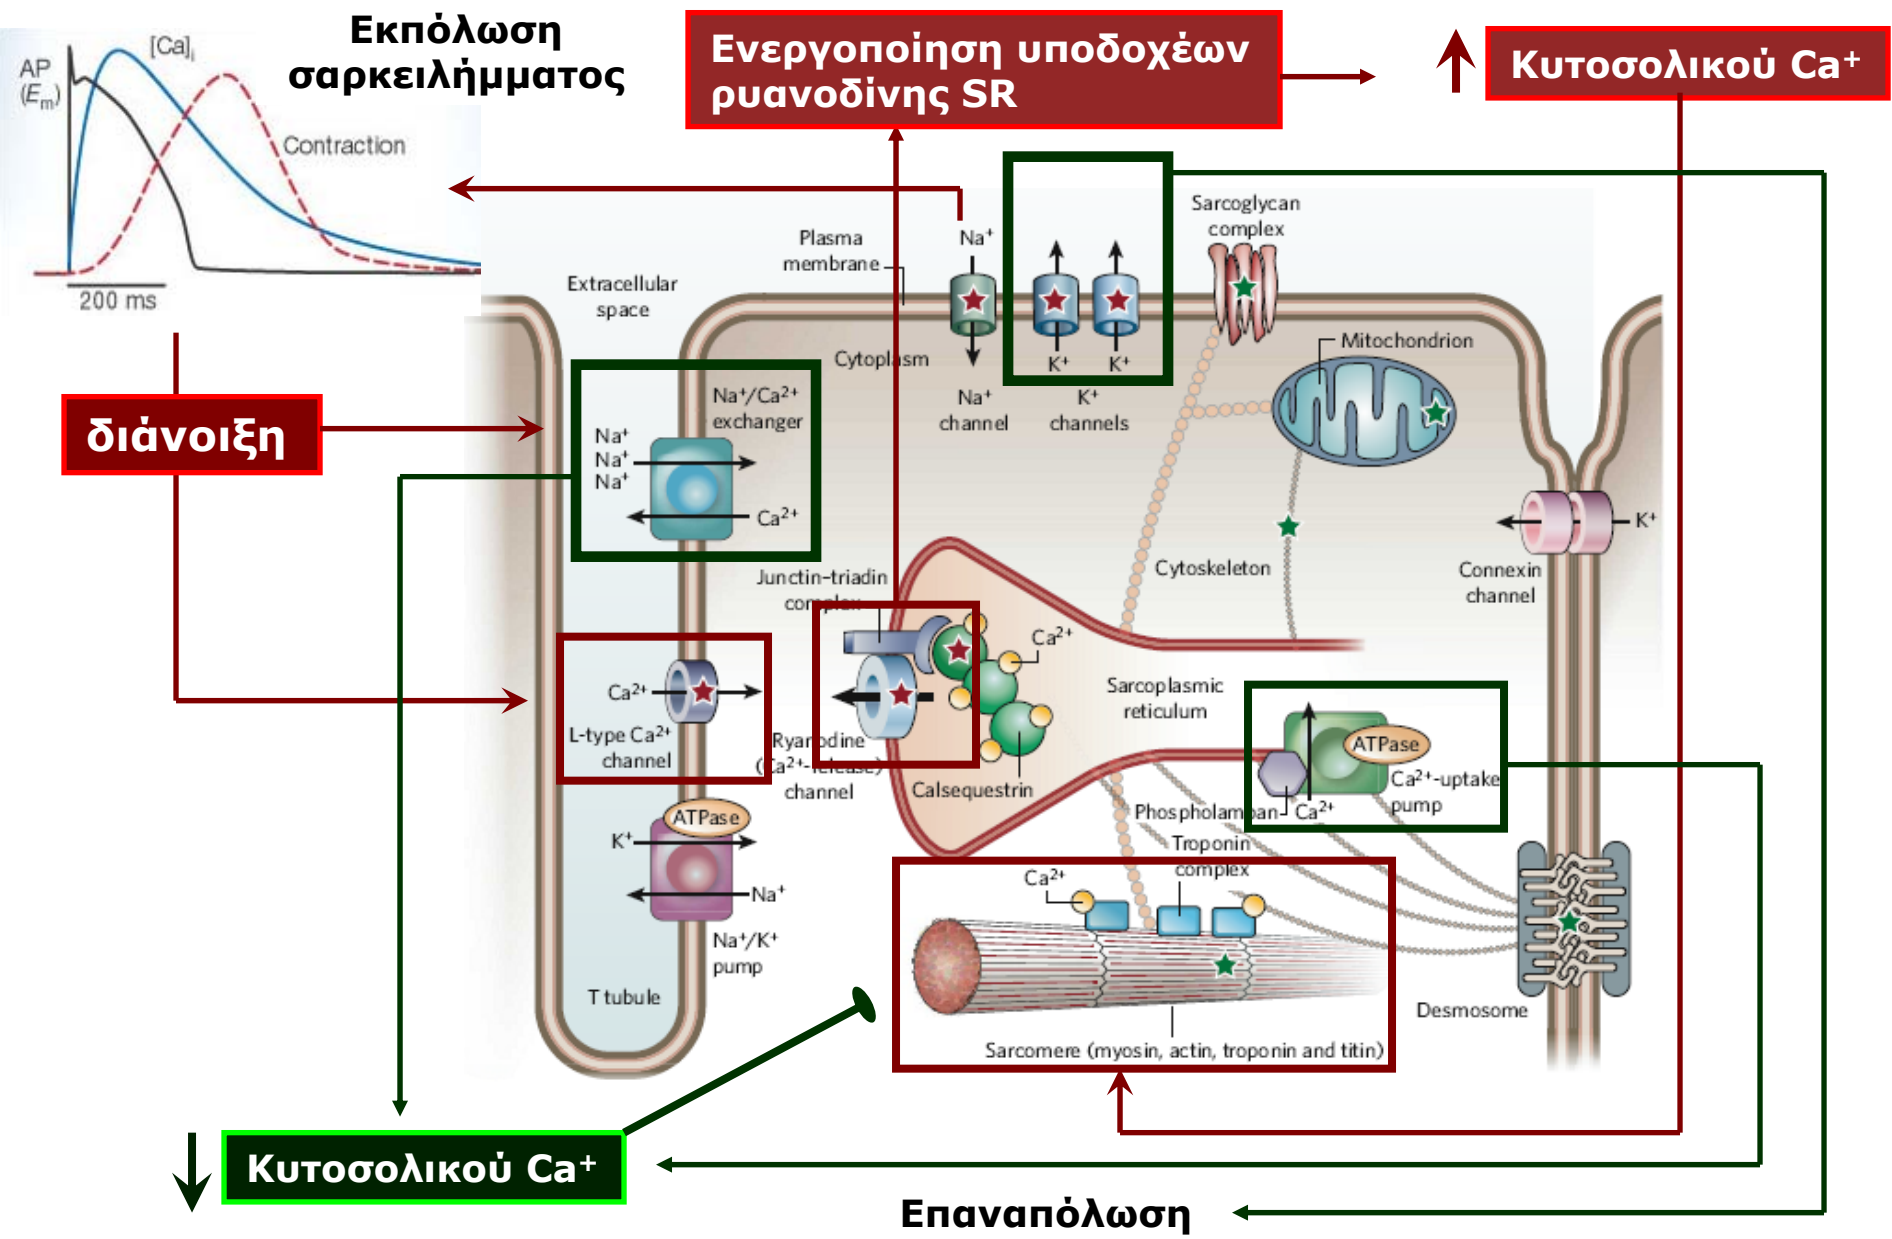 Εκπόλωση
σαρκειλήμματος
Ενεργοποίηση υποδοχέων
ρυανοδίνης SR
Κυτοσολικού Ca⁺
AP
(Eₘ)
[Ca]ᵢ
Contraction
200 ms
διάνοιξη
Extracellular
space
Plasma
membrane
Na⁺
Sarcoglycan
complex
Cytoplasm
Na⁺
channel
K⁺
K⁺
K⁺
channels
Mitochondrion
Na⁺/Ca²⁺
exchanger
Na⁺
Na⁺
Na⁺
Ca²⁺
Junctin–triadin
complex
Cytoskeleton
Connexin
channel
K⁺
Ca²⁺
L-type Ca²⁺
channel
Ryanodine
(Ca²⁺-release)
channel
Ca²⁺
Calsequestrin
Sarcoplasmic
reticulum
ATPase
Ca²⁺-uptake
pump
Phospholamban
Ca²⁺
ATPase
K⁺
Na⁺
Na⁺/K⁺
pump
T tubule
Troponin
complex
Ca²⁺
Sarcomere (myosin, actin, troponin and titin)
Desmosome
Κυτοσολικού Ca⁺
Επαναπόλωση